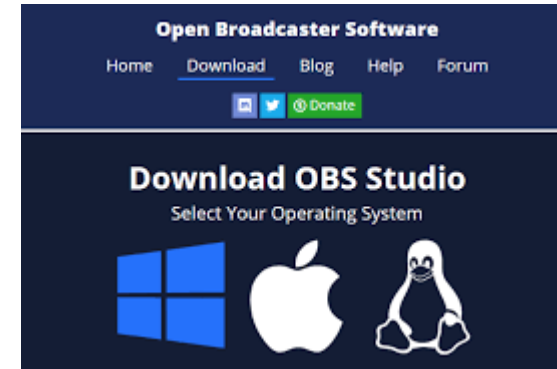 Open Broadcaster Software
Home Download Blog Help Forum
Donate
Download OBS Studio
Select Your Operating System